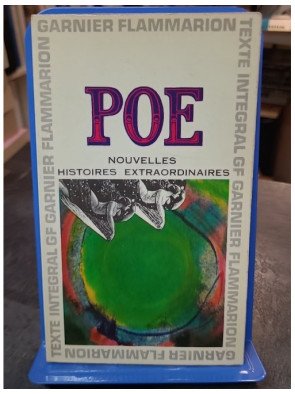 GARNIER FLAMMARION
TEXTE INTEGRAL GF GARNIER FLAMMARION
POE
NOUVELLES
HISTOIRES EXTRAORDINAIRES
TEXTE INTEGRAL GF GARNIER FLAMMARION
GARNIER FLAMMARION